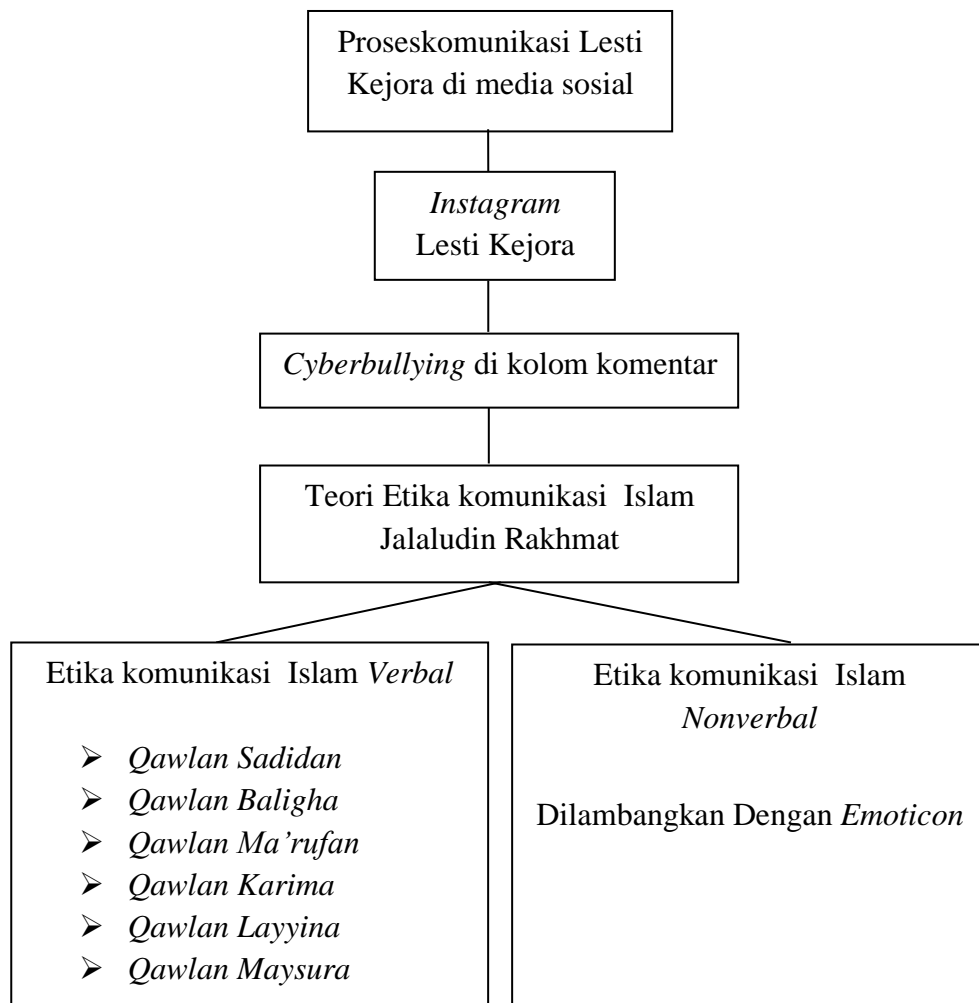 Proseskomunikasi Lesti
Kejora di media sosial
Instagram
Lesti Kejora
Cyberbullying di kolom komentar
Teori Etika komunikasi  Islam
Jalaludin Rakhmat
Etika komunikasi  Islam Verbal
➢ Qawlan Sadidan
➢ Qawlan Baligha
➢ Qawlan Ma’rufan
➢ Qawlan Karima
➢ Qawlan Layyina
➢ Qawlan Maysura
Etika komunikasi  Islam
Nonverbal
Dilambangkan Dengan Emoticon